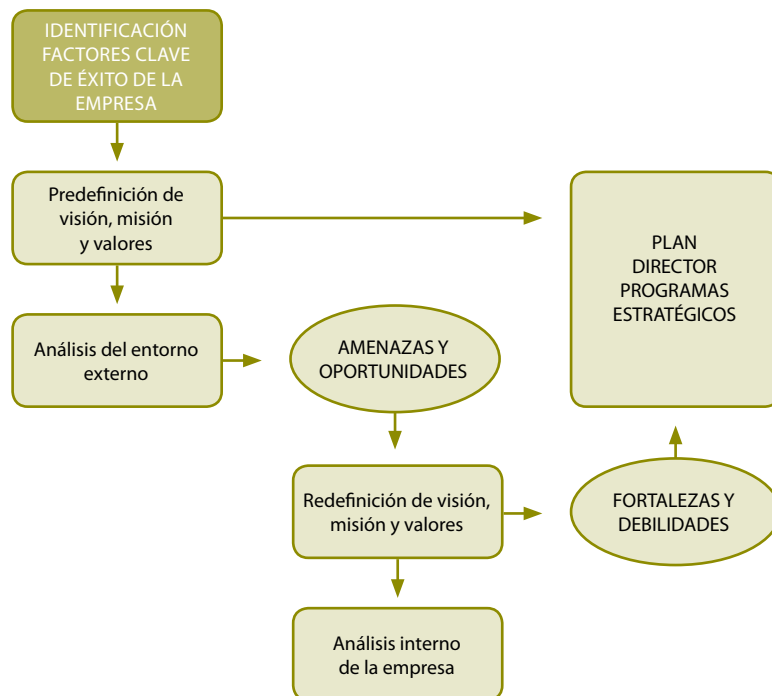 IDENTIFICACIÓN
FACTORES CLAVE
DE ÉXITO DE LA
EMPRESA
Predefinición de
visión, misión
y valores
PLAN
DIRECTOR
PROGRAMAS
ESTRATÉGICOS
Análisis del entorno
externo
AMENAZAS Y
OPORTUNIDADES
Redefinición de visión,
misión y valores
FORTALEZAS Y
DEBILIDADES
Análisis interno
de la empresa